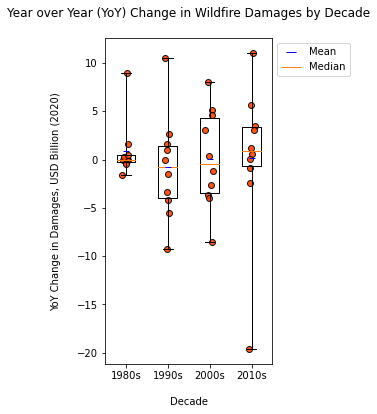 Year over Year (YoY) Change in Wildfire Damages by Decade
Mean
Median
YoY Change in Damages, USD Billion (2020)
10
5
0
−5
−10
−15
−20
1980s 1990s 2000s 2010s
Decade